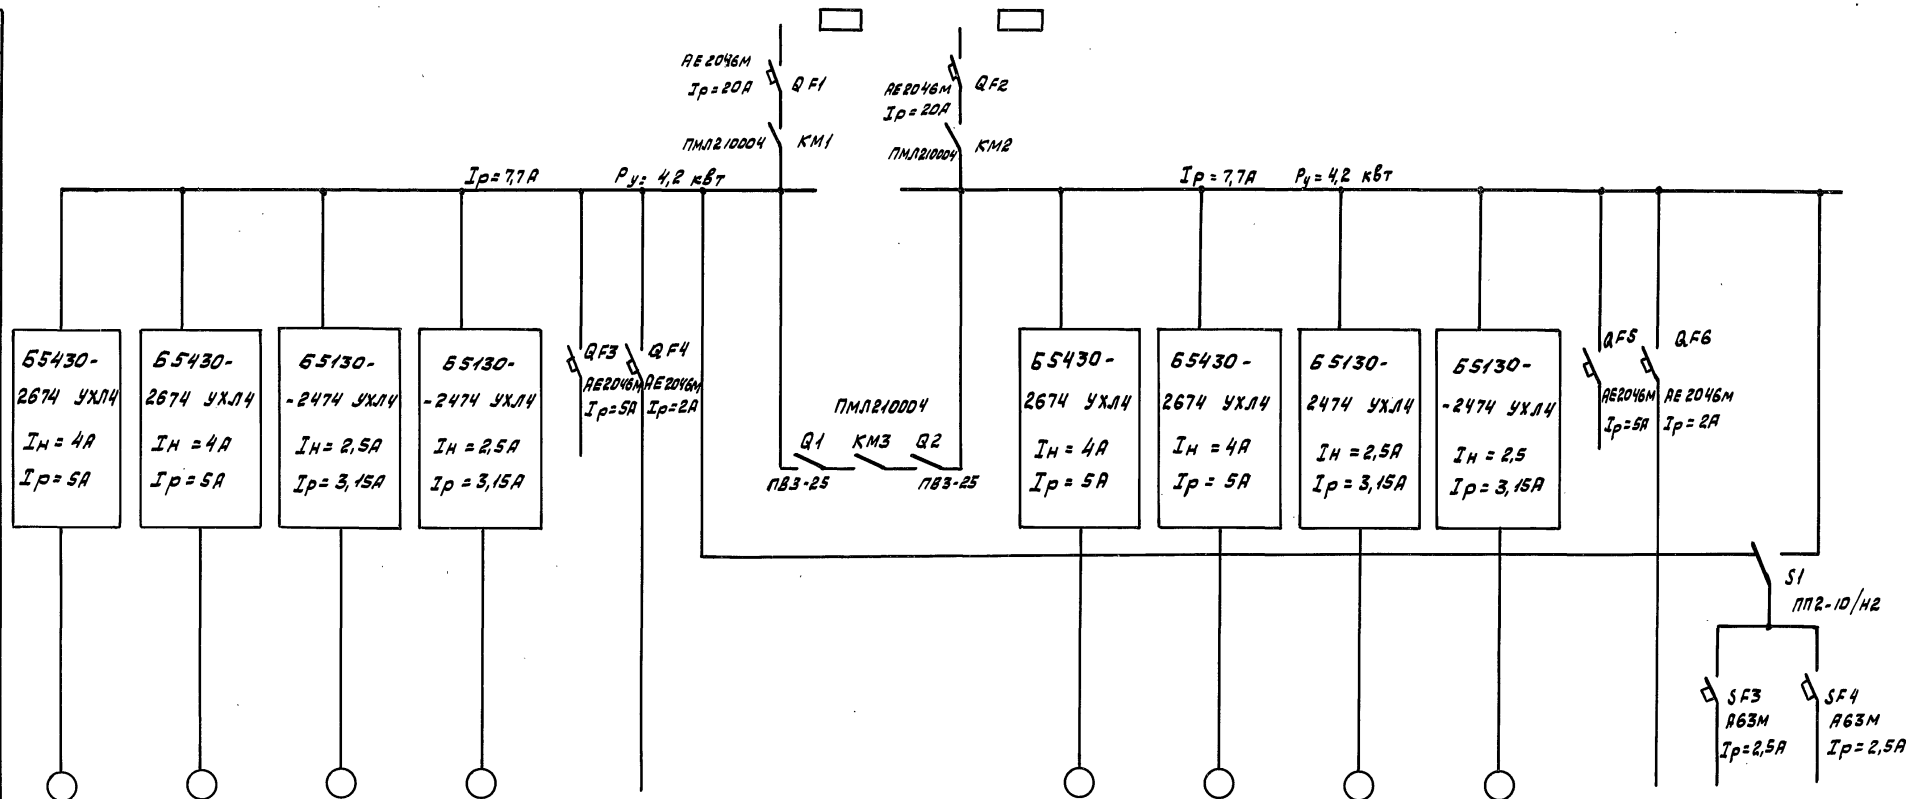 АЕ2046М
Iр=20А
QF1
АЕ2046М
Iр=20А
QF2
ПМЛ210004
КМ1
ПМЛ210004
КМ2
Iр=7,7А
Ру= 4,2 квт
Iр=7,7А
Ру=4,2 квт
Б5430-
2674 УХЛ4
Iн=4А
Iр=5А
Б5430-
2674 УХЛ4
Iн=4А
Iр=5А
Б5130-
-2474 УХЛ4
Iн=2,5А
Iр=3,15А
Б5130-
-2474 УХЛ4
Iн=2,5А
Iр=3,15А
QF3
АЕ2046М
Iр=5А
QF4
АЕ2046М
Iр=2А
ПМЛ210004
Q1
КМ3
Q2
ПВ3-25
ПВ3-25
Б5430-
2674 УХЛ4
Iн=4А
Iр=5А
Б5430-
2674 УХЛ4
Iн=4А
Iр=5А
Б5130-
2474 УХЛ4
Iн=2,5А
Iр=3,15А
Б5130-
-2474 УХЛ4
Iн=2,5
Iр=3,15А
QF5
АЕ2046М
Iр=5А
QF6
АЕ2046М
Iр=2А
S1
ПП2-10/Н2
SF3
А63М
Iр=2,5А
SF4
А63М
Iр=2,5А